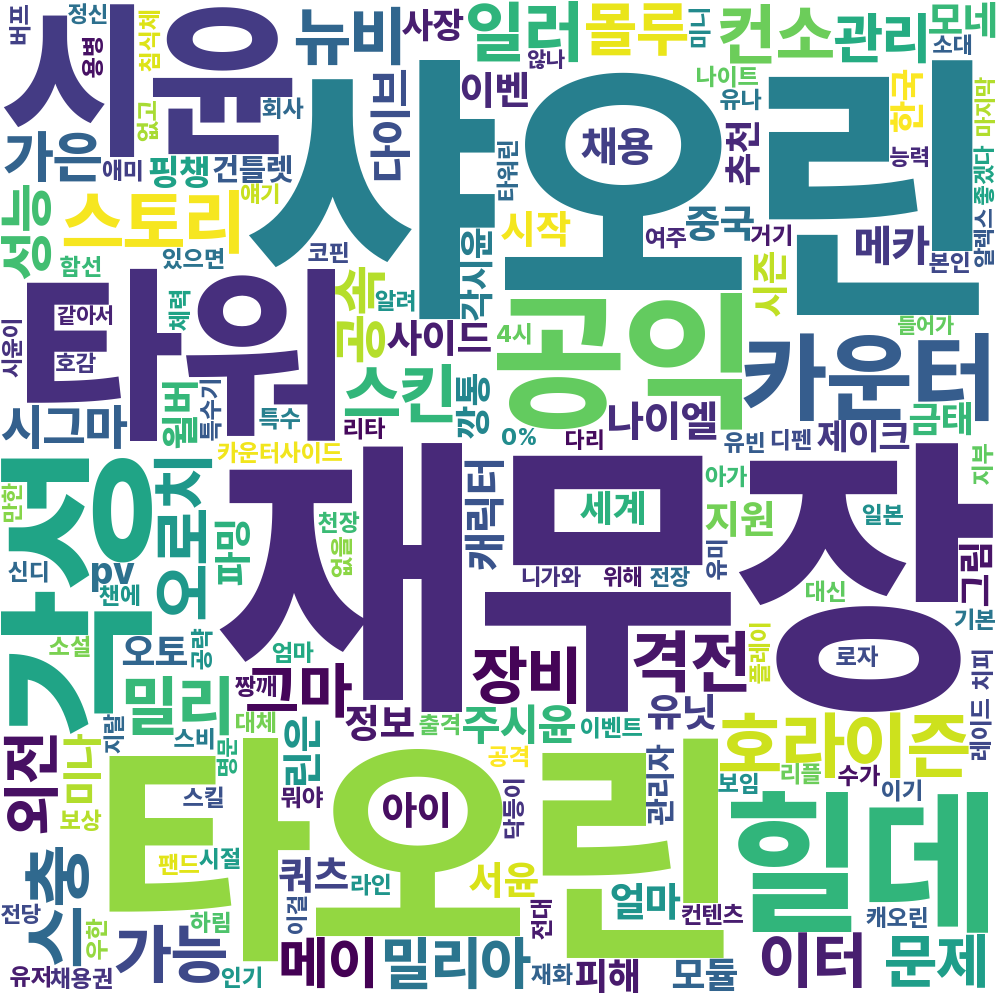 버프
정신
용병
침식체
없고
시윤
뉴비
사장
일러
몰루
미니
컨소
관리
모네
소대
않나
나이트
유나
한국
마지막
가은
애미
핑챙
건틀렛
얘기
회사
다이브
이벤
샤오린
채용
추천
타워린
능력
좋겠다
성능
스토리
함선
있으면
코핀
알려
각시윤
시작
여주
중국
거기
메카
본인
알렉스
시즌
들어가
시윤이
같아서
호감
체력
타워
공속
사이드
4시
공익
카운터
시그마
윌버
특수기
특수
리타
스킨
깡통
0%
다리
나이엘
유빈
디펜
제이크
금태
지부
카운터사이드
만한
각성
신디
pv
챈에
오로치
파밍
천장
없을
캐릭터
재무장
세계
니가와
위해
전장
지원
아가
유미
일본
대신
그림
기본
소설
오토
공략
엄마
짱깨
그마
장비
격전
플레이
로자
치피
밀리
지랄
스비
대체
명문
정보
출격
주시윤
이벤트
유닛
호라이즌
레이드
외전
미나
보상
린은
뭐야
공격
닥등이
관리자
보임
리플
수가
이기
타오린
스킬
아이
힐데
스충
팬드
시절
쿼츠
라인
서윤
얼마
컨텐츠
캐오린
전당
우한
하림
이걸
전대
가능
메이
밀리아
재화
피해
모듈
이터
문제
유저
채용권
인기